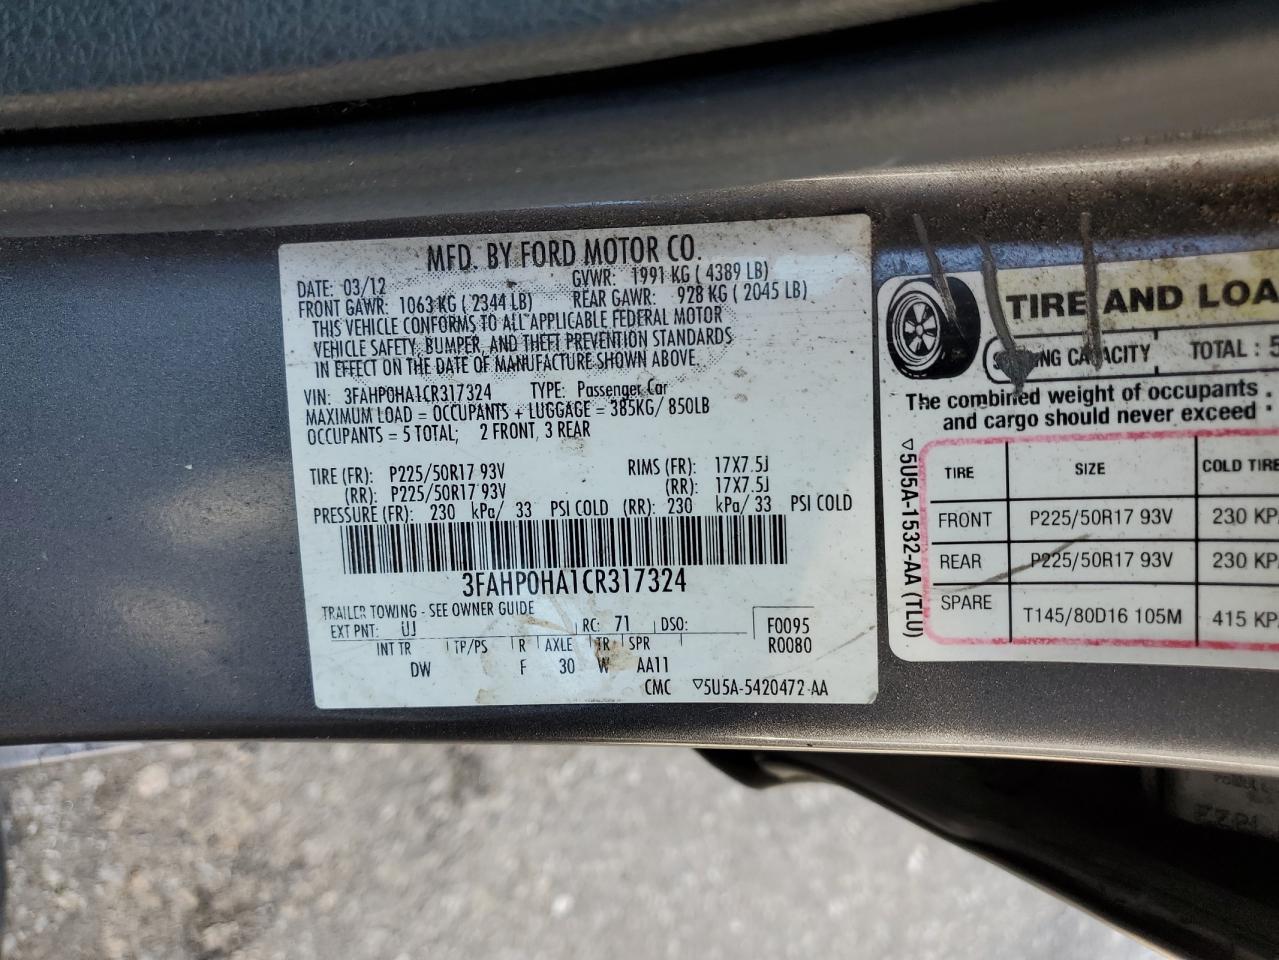 MFD. BY FORD MOTOR CO.
DATE: 03/12 GVWR: 1991 KG ( 4389 LB)
FRONT GAWR: 1063 KG ( 2344 LB) REAR GAWR: 928 KG ( 2045 LB)
THIS VEHICLE CONFORMS TO ALL APPLICABLE FEDERAL MOTOR
VEHICLE SAFETY, BUMPER, AND THEFT PREVENTION STANDARDS
IN EFFECT ON THE DATE OF MANUFACTURE SHOWN ABOVE.
VIN: 3FAHP0HA1CR317324 TYPE: Passenger Car
MAXIMUM LOAD = OCCUPANTS + LUGGAGE = 385KG/ 850LB
OCCUPANTS = 5 TOTAL; 2 FRONT, 3 REAR
TIRE (FR): P225/50R17 93V RIMS (FR): 17X7.5J
(RR): P225/50R17 93V (RR): 17X7.5J
PRESSURE (FR): 230 kPa/ 33 PSI COLD (RR): 230 kPa/ 33 PSI COLD
3FAHP0HA1CR317324
TRAILER TOWING - SEE OWNER GUIDE
EXT PNT: UJ RC: 71 DSO: F0095
INT TR TP/PS R AXLE TR SPR R0080
DW F 30 W AA11
CMC ▽5U5A-5420472-AA
TIRE AND LOA
CITY TOTAL : 5
The combined weight of occupants
and cargo should never exceed
TIRE SIZE COLD TIRE
FRONT P225/50R17 93V 230 KP
REAR P225/50R17 93V 230 KP
SPARE T145/80D16 105M 415 KP
▽5U5A-1532-AA (TLU)